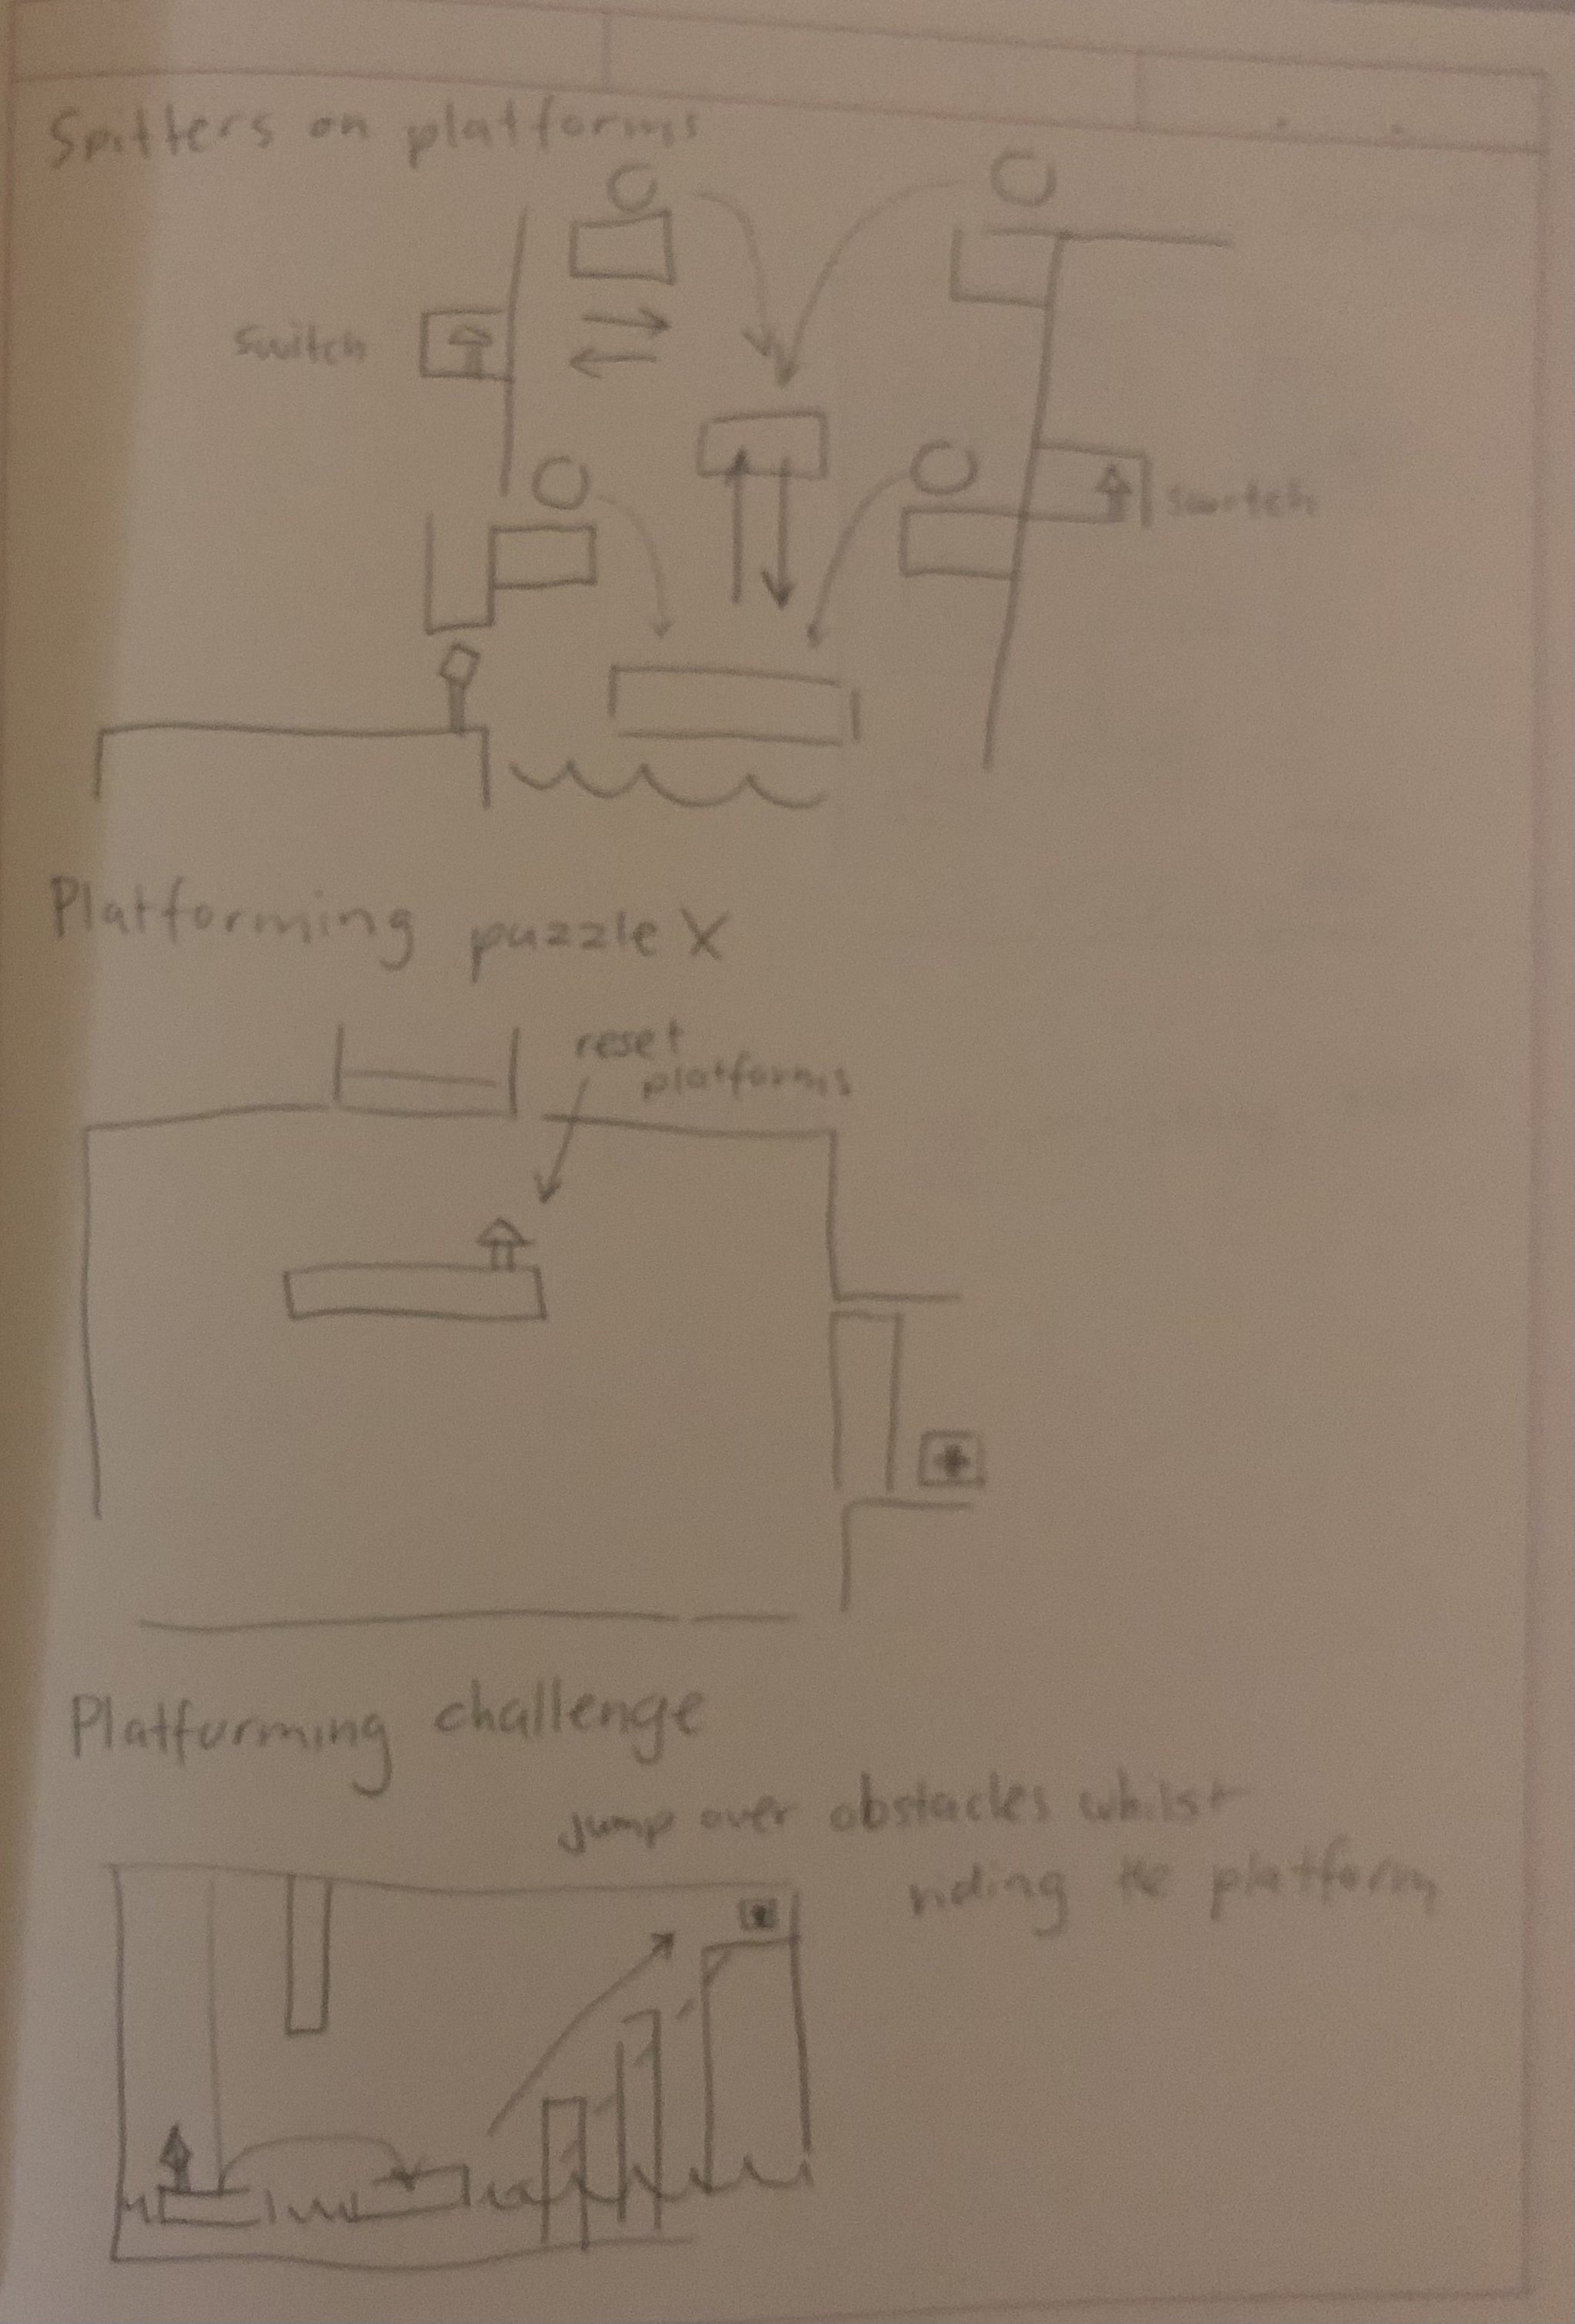 Spitters on platforms
switch
switch
Platforming puzzle X
reset
platforms
Platforming challenge
jump over obstacles whilst
riding the platform